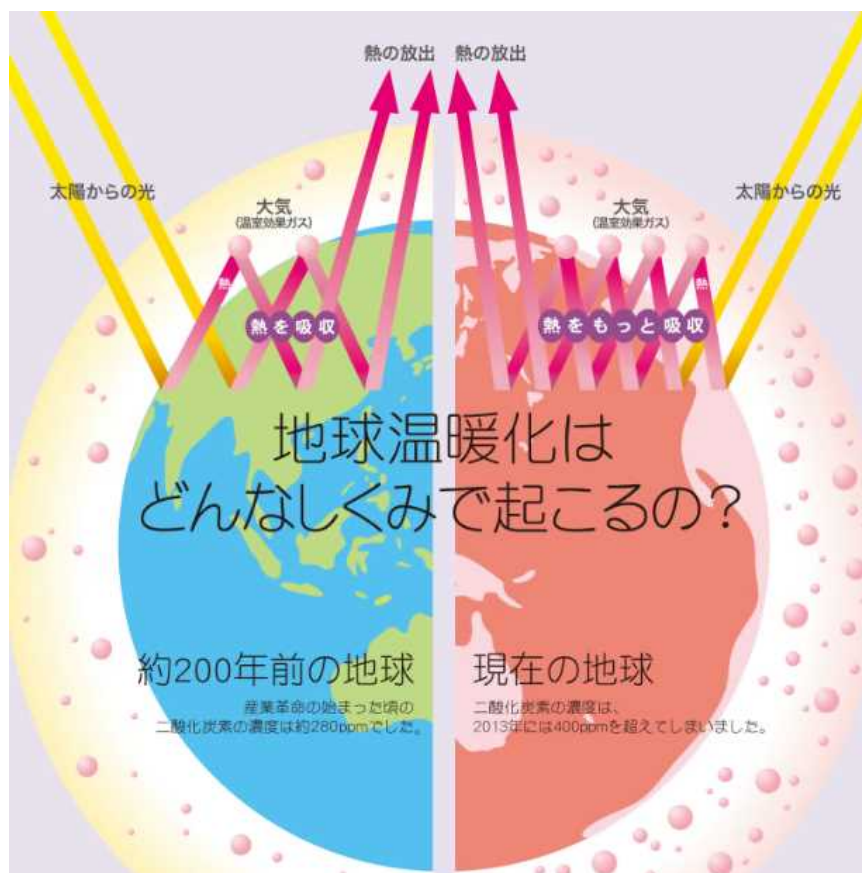 熱の放出
熱の放出
太陽からの光
大気
(温室効果ガス)
大気
(温室効果ガス)
太陽からの光
熱
熱
熱を吸収
熱をもっと吸収
地球温暖化は
どんなしくみで起こるの？
約200年前の地球
産業革命の始まった頃の
二酸化炭素の濃度は約280ppmでした。
現在の地球
二酸化炭素の濃度は、
2013年には400ppmを超えてしまいました。